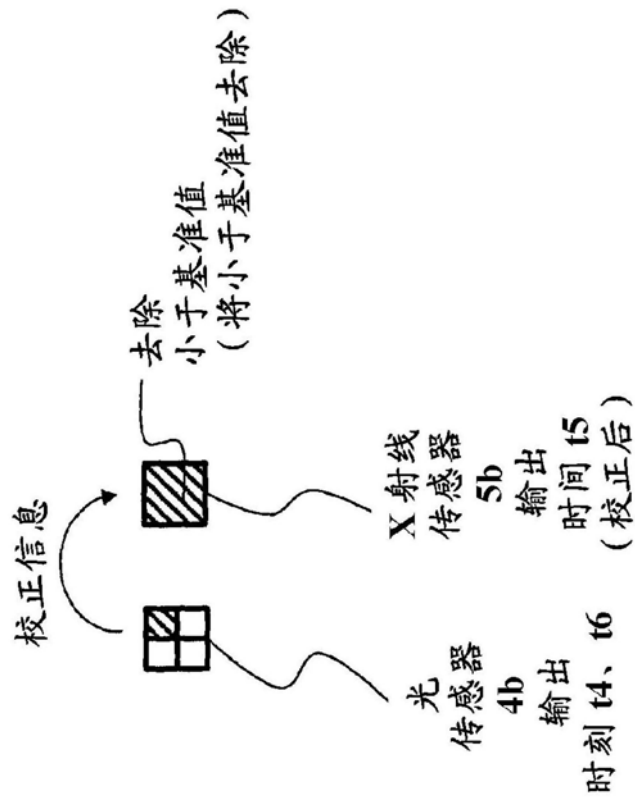 校正信息
去除
小于基准值
(将小于基准值去除)
光
传感器
4b
输出
时刻 t4、t6
X 射线
传感器
5b
输出
时间 t5
(校正后)